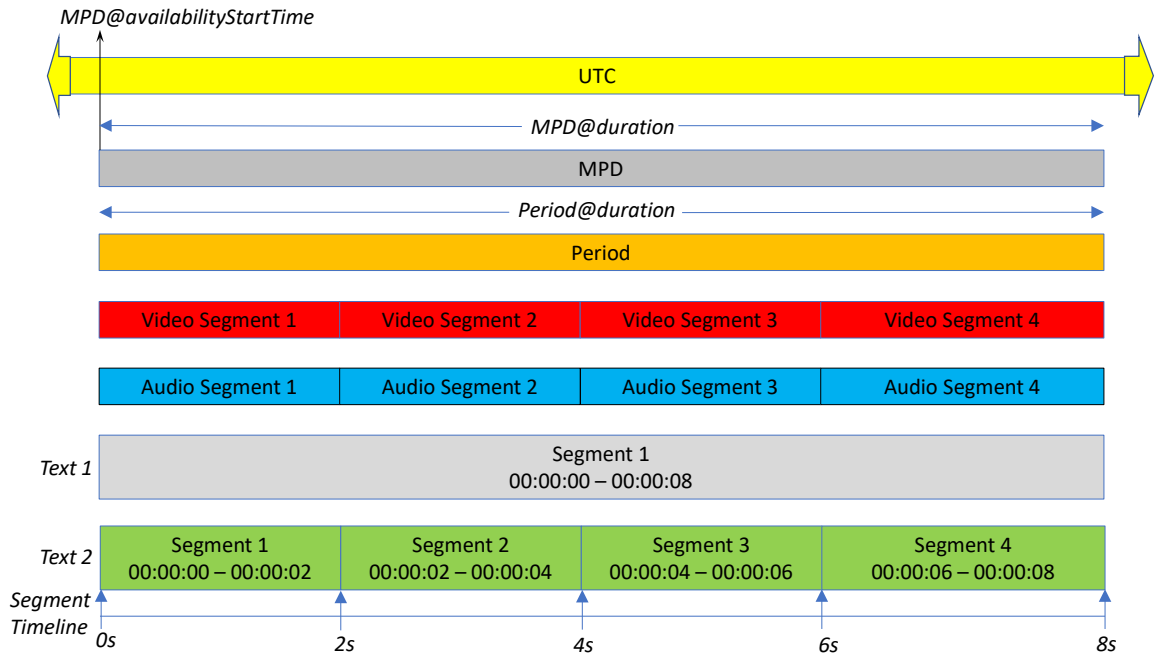 MPD@availabilityStartTime
UTC
MPD@duration
MPD
Period@duration
Period
Video Segment 1
Video Segment 2
Video Segment 3
Video Segment 4
Audio Segment 1
Audio Segment 2
Audio Segment 3
Audio Segment 4
Text 1
Segment 1
00:00:00 – 00:00:08
Text 2
Segment 1
00:00:00 – 00:00:02
Segment 2
00:00:02 – 00:00:04
Segment 3
00:00:04 – 00:00:06
Segment 4
00:00:06 – 00:00:08
Segment
Timeline
0s
2s
4s
6s
8s